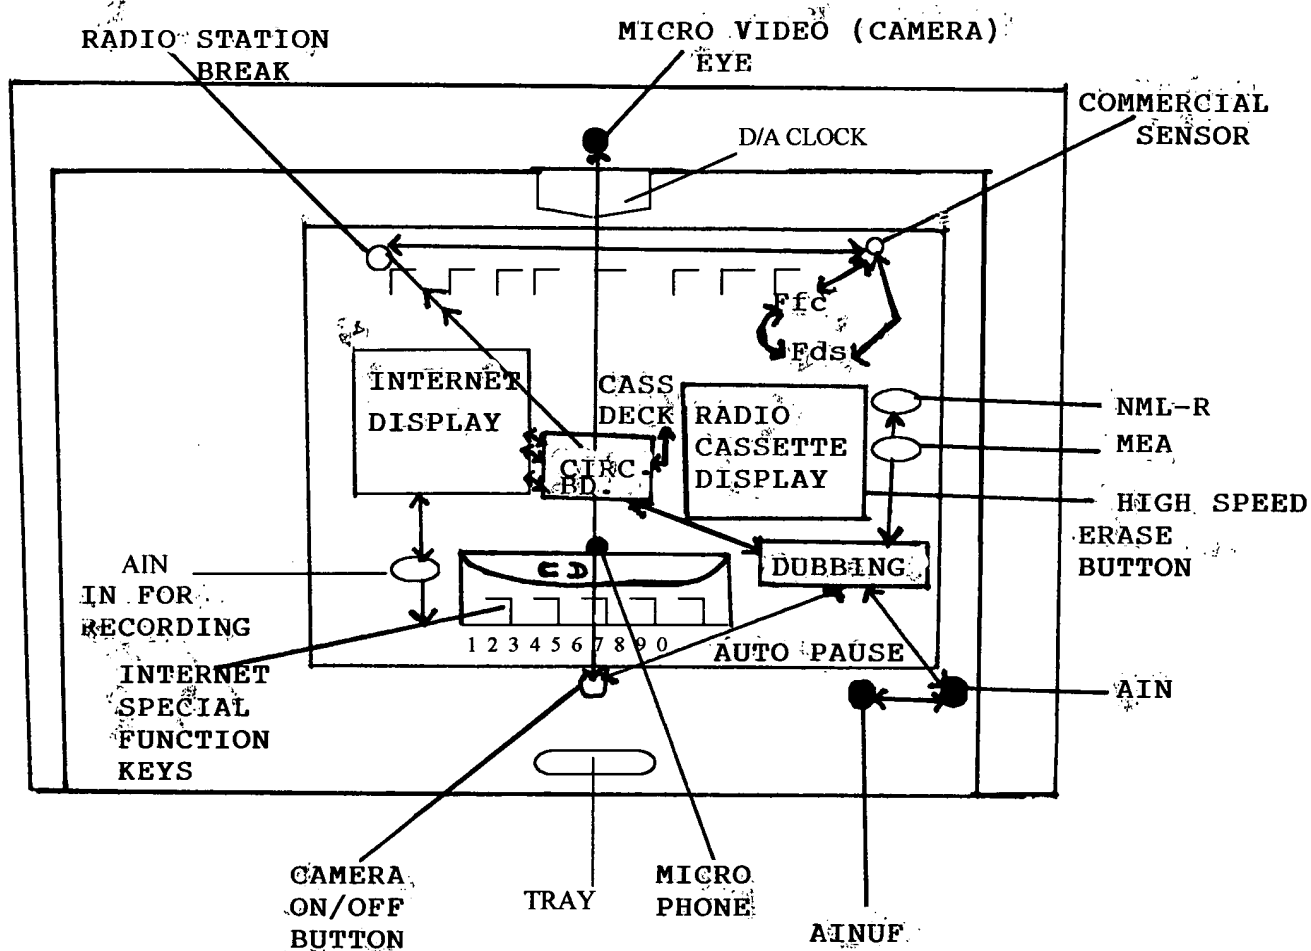 RADIO STATION
BREAK
MICRO VIDEO (CAMERA)
EYE
COMMERCIAL
SENSOR
D/A CLOCK
Ffc
Fds
INTERNET
DISPLAY
CASS
DECK
RADIO
CASSETTE
DISPLAY
CIRC.
BD.
NML-R
MEA
HIGH SPEED
ERASE
BUTTON
DUBBING
AIN
IN FOR
RECORDING
1 2 3 4 5 6 7 8 9 0
AUTO PAUSE
INTERNET
SPECIAL
FUNCTION
KEYS
AIN
CAMERA
ON/OFF
BUTTON
TRAY
MICRO
PHONE
AINUF